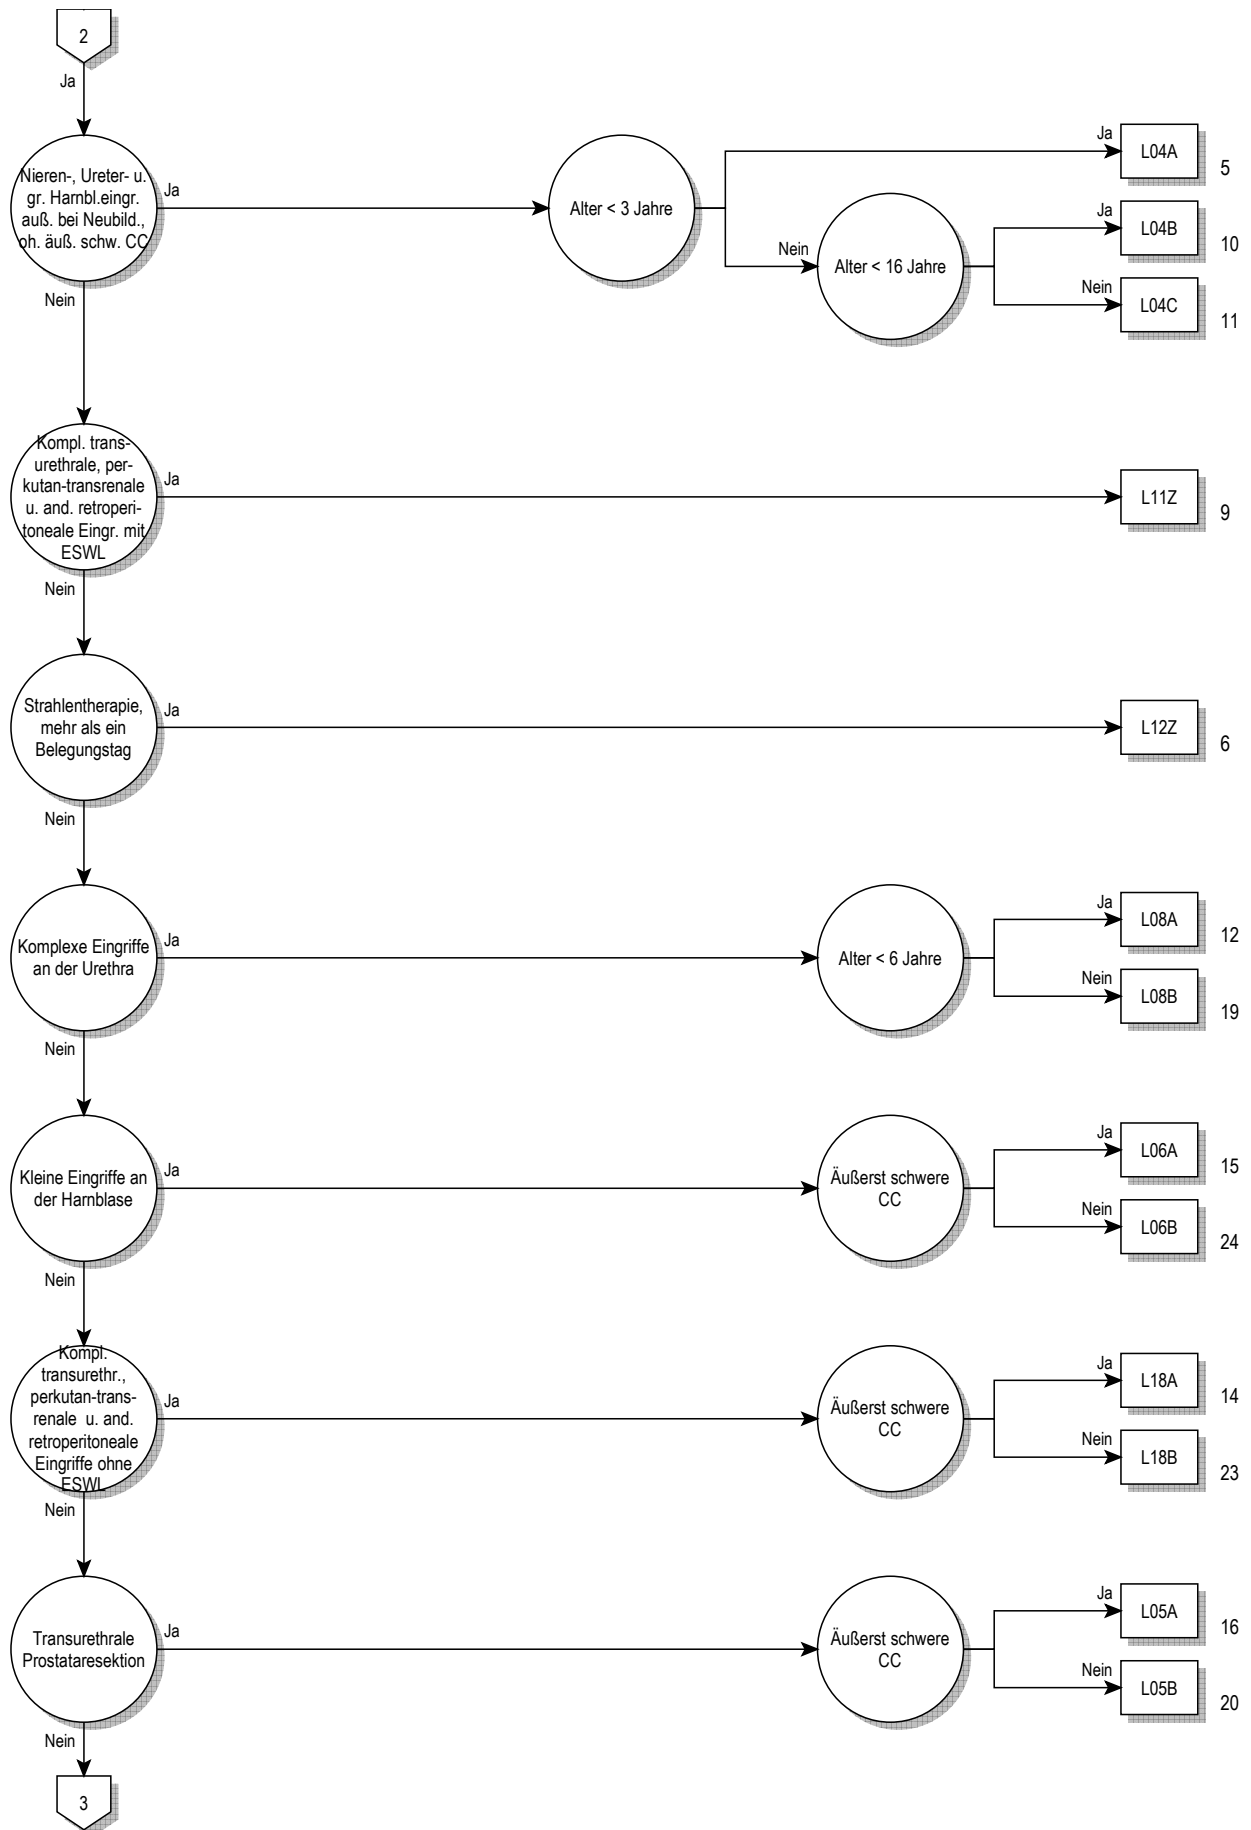 2
Ja
Nieren-, Ureter- u.
gr. Harnbl.eingr.
auß. bei Neubild.,
oh. äuß. schw. CC
Ja
Alter < 3 Jahre
Ja
L04A
5
Nein
Alter < 16 Jahre
Ja
L04B
10
Nein
L04C
11
Nein
Kompl. trans-
urethrale, per-
kutan-transrenale
u. and. retroperi-
toneale Eingr. mit
ESWL
Ja
L11Z
9
Nein
Strahlentherapie,
mehr als ein
Belegungstag
Ja
L12Z
6
Nein
Komplexe Eingriffe
an der Urethra
Ja
Alter < 6 Jahre
Ja
L08A
12
Nein
L08B
19
Nein
Kleine Eingriffe an
der Harnblase
Ja
Äußerst schwere
CC
Ja
L06A
15
Nein
L06B
24
Nein
Kompl.
transurethr.,
perkutan-trans-
renale u. and.
retroperitoneale
Eingriffe ohne
ESWL
Ja
Äußerst schwere
CC
Ja
L18A
14
Nein
L18B
23
Nein
Transurethrale
Prostataresektion
Ja
Äußerst schwere
CC
Ja
L05A
16
Nein
L05B
20
Nein
3